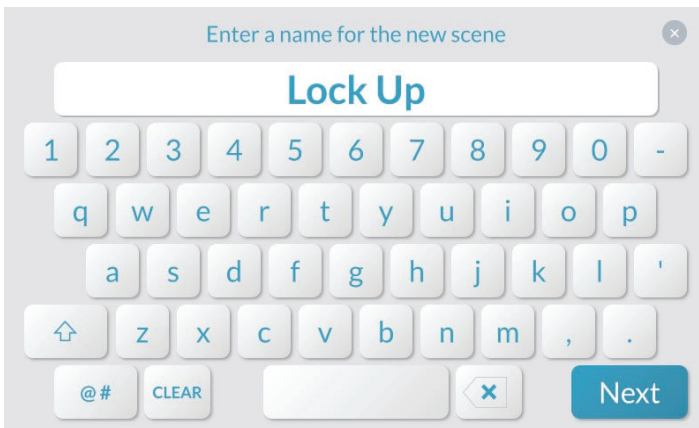 Enter a name for the new scene
Lock Up
1 2 3 4 5 6 7 8 9 0 -
q w e r t y u i o p
a s d f g h j k l '
z x c v b n m , .
@ # CLEAR Next